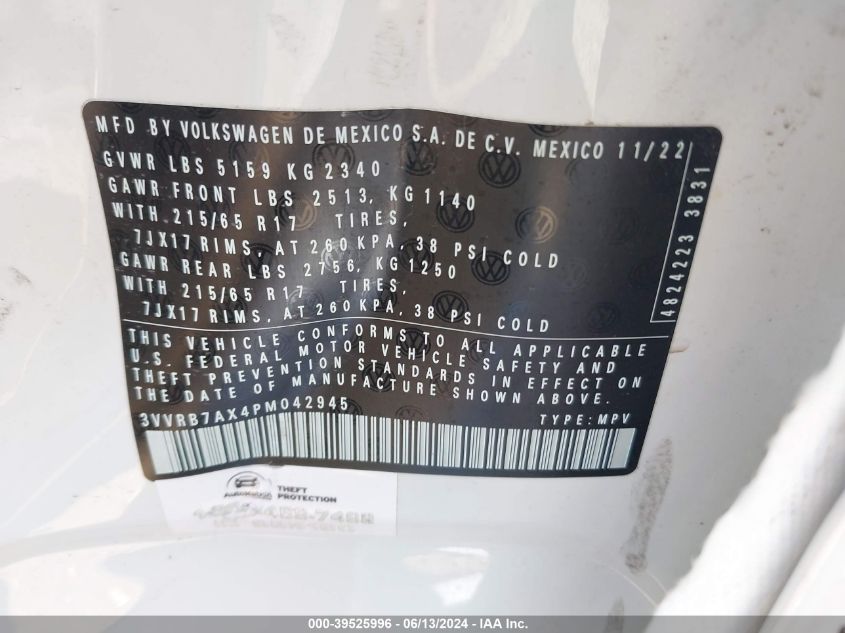 MFD BY VOLKSWAGEN DE MEXICO S.A. DE C.V. MEXICO 11/22
GVWR LBS 5159 KG 2340
GAWR FRONT LBS 2513, KG 1140
WITH 215/65 R17 TIRES,
7JX17 RIMS, AT 260 KPA, 38 PSI COLD
GAWR REAR LBS 2756, KG 1250
WITH 215/65 R17 TIRES,
7JX17 RIMS, AT 260 KPA, 38 PSI COLD
4824223 3831
THIS VEHICLE CONFORMS TO ALL APPLICABLE
U.S. FEDERAL MOTOR VEHICLE SAFETY AND
THEFT PREVENTION STANDARDS IN EFFECT ON
THE DATE OF MANUFACTURE SHOWN ABOVE.
3VVRB7AX4PM042945 TYPE: MPV
THEFT
PROTECTION
000-39525996 - 06/13/2024 - IAA Inc.